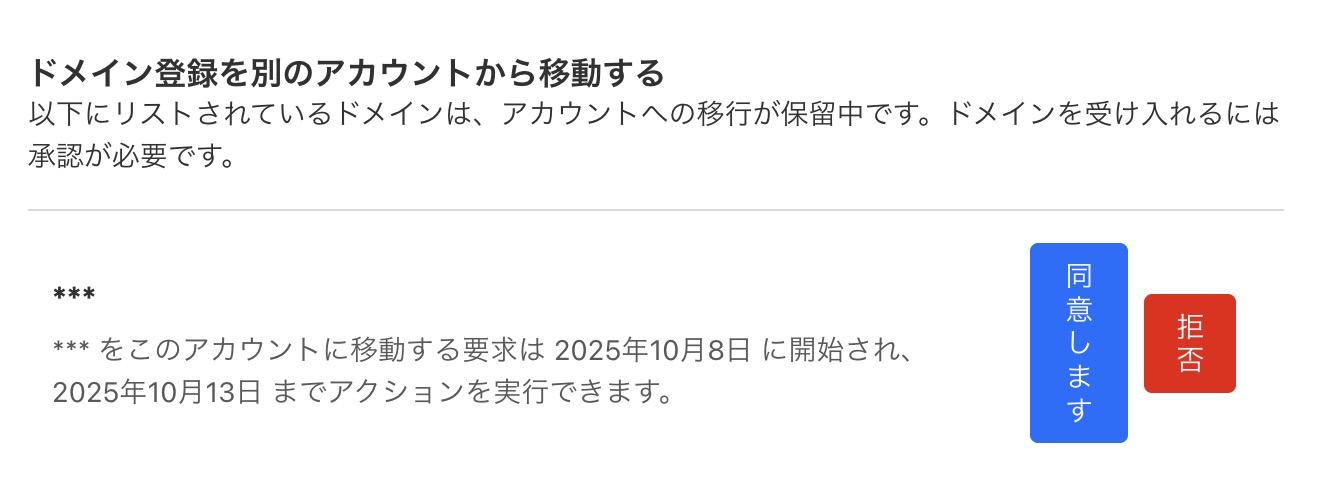 ドメイン登録を別のアカウントから移動する
以下にリストされているドメインは、アカウントへの移行が保留中です。ドメインを受け入れるには
承認が必要です。
***
*** をこのアカウントに移動する要求は 2025年10月8日 に開始され、
2025年10月13日 までアクションを実行できます。
同意します
拒否